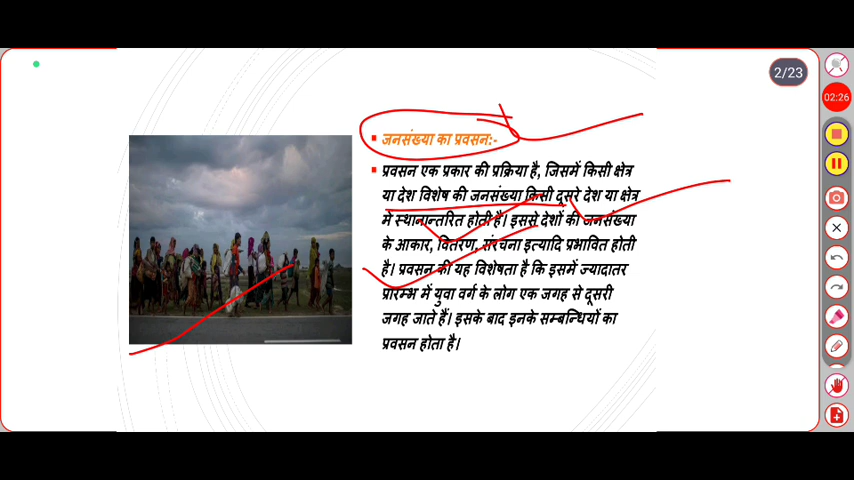 2/23
02:26
जनसंख्या का प्रवसन:-
प्रवसन एक प्रकार की प्रक्रिया है, जिसमें किसी क्षेत्र
या देश विशेष की जनसंख्या किसी दूसरे देश या क्षेत्र
में स्थानान्तरित होती है। इससे देशों की जनसंख्या
के आकार, वितरण, संरचना इत्यादि प्रभावित होती
है। प्रवसन की यह विशेषता है कि इसमें ज्यादातर
प्रारम्भ में युवा वर्ग के लोग एक जगह से दूसरी
जगह जाते हैं। इसके बाद इनके सम्बन्धियों का
प्रवसन होता है।